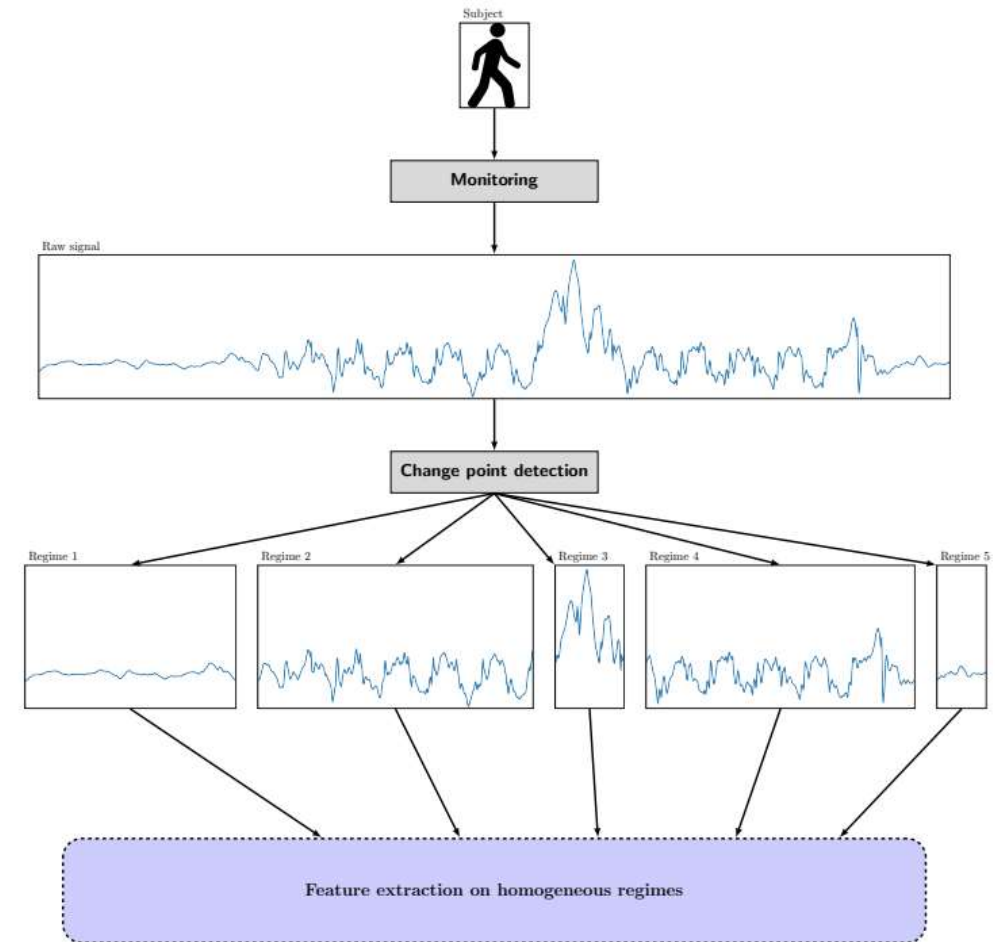 Subject
Monitoring
Raw signal
Change point detection
Regime 1
Regime 2
Regime 3
Regime 4
Regime 5
Feature extraction on homogeneous regimes